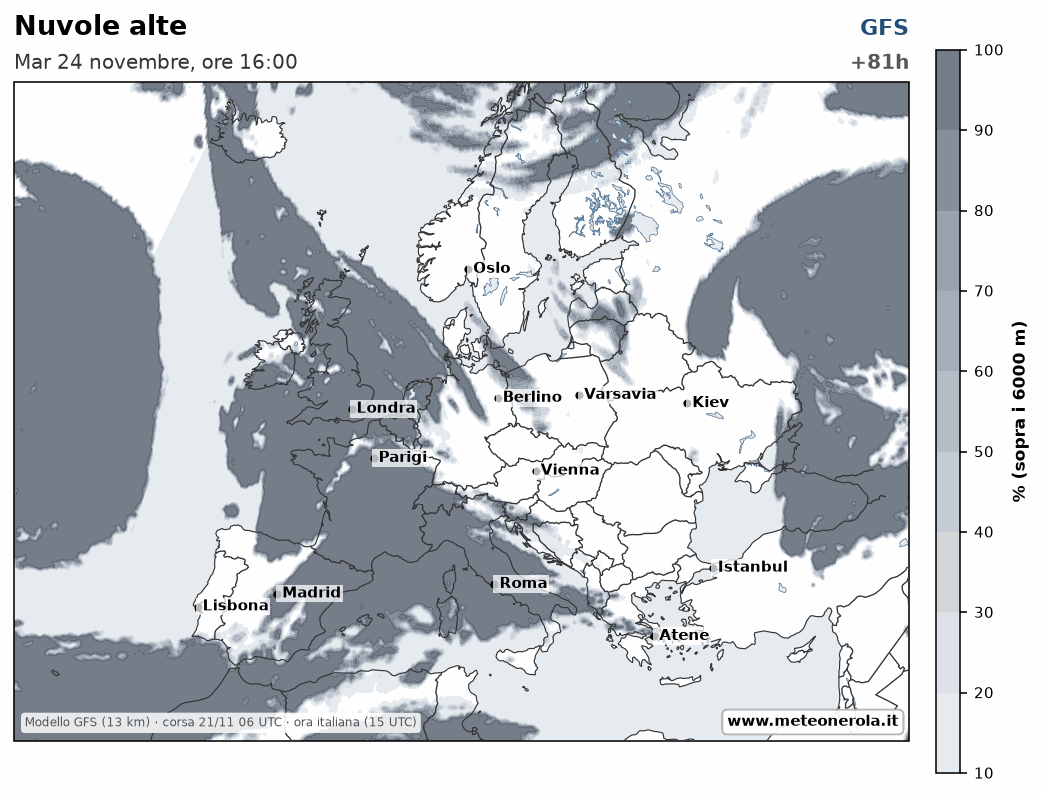 Nuvole alte
GFS
Mar 24 novembre, ore 16:00
+81h
Oslo
Londra
Berlino
Varsavia
Kiev
Parigi
Vienna
Istanbul
Roma
Madrid
Lisbona
Atene
Modello GFS (13 km) · corsa 21/11 06 UTC · ora italiana (15 UTC)
www.meteonerola.it
100
90
80
70
60
50
40
30
20
10
% (sopra i 6000 m)